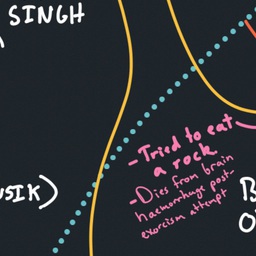 SINGH
-Tried to eat
a rock
-Dies from brain
haemorrhage post-
exorcism attempt
USIK)